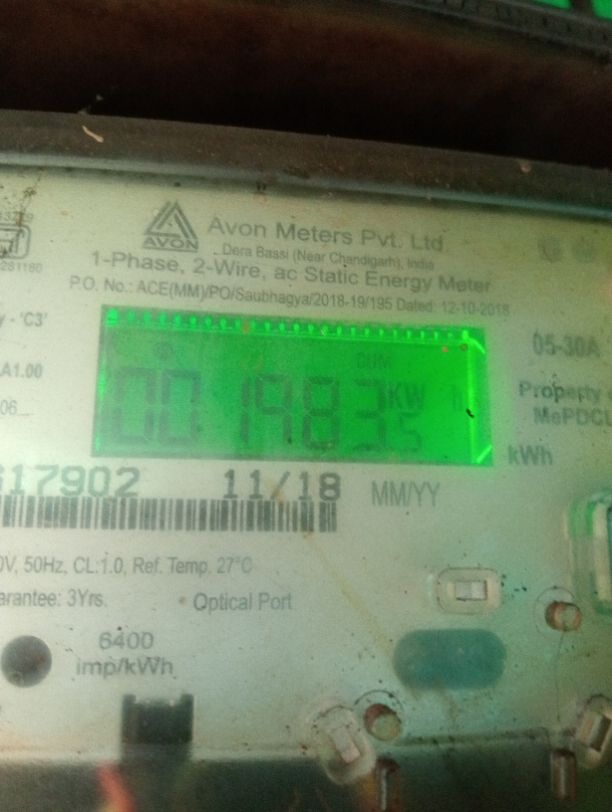 Avon Meters Pvt. Ltd.
AVON
Dera Bassi (Near Chandigarh), India
1-Phase, 2-Wire, ac Static Energy Meter
P.O. No.: ACE(MM)/PO/Saubhagya/2018-19/195 Dated: 12-10-2018
- 'C3'
A1.00
05-30A
Property
MePDCL
CUM
001983.5 KW h
kWh
17902 11/18 MM/YY
0V, 50Hz, CL:1.0, Ref. Temp. 27°C
arantee: 3Yrs. • Optical Port
6400
imp/kWh